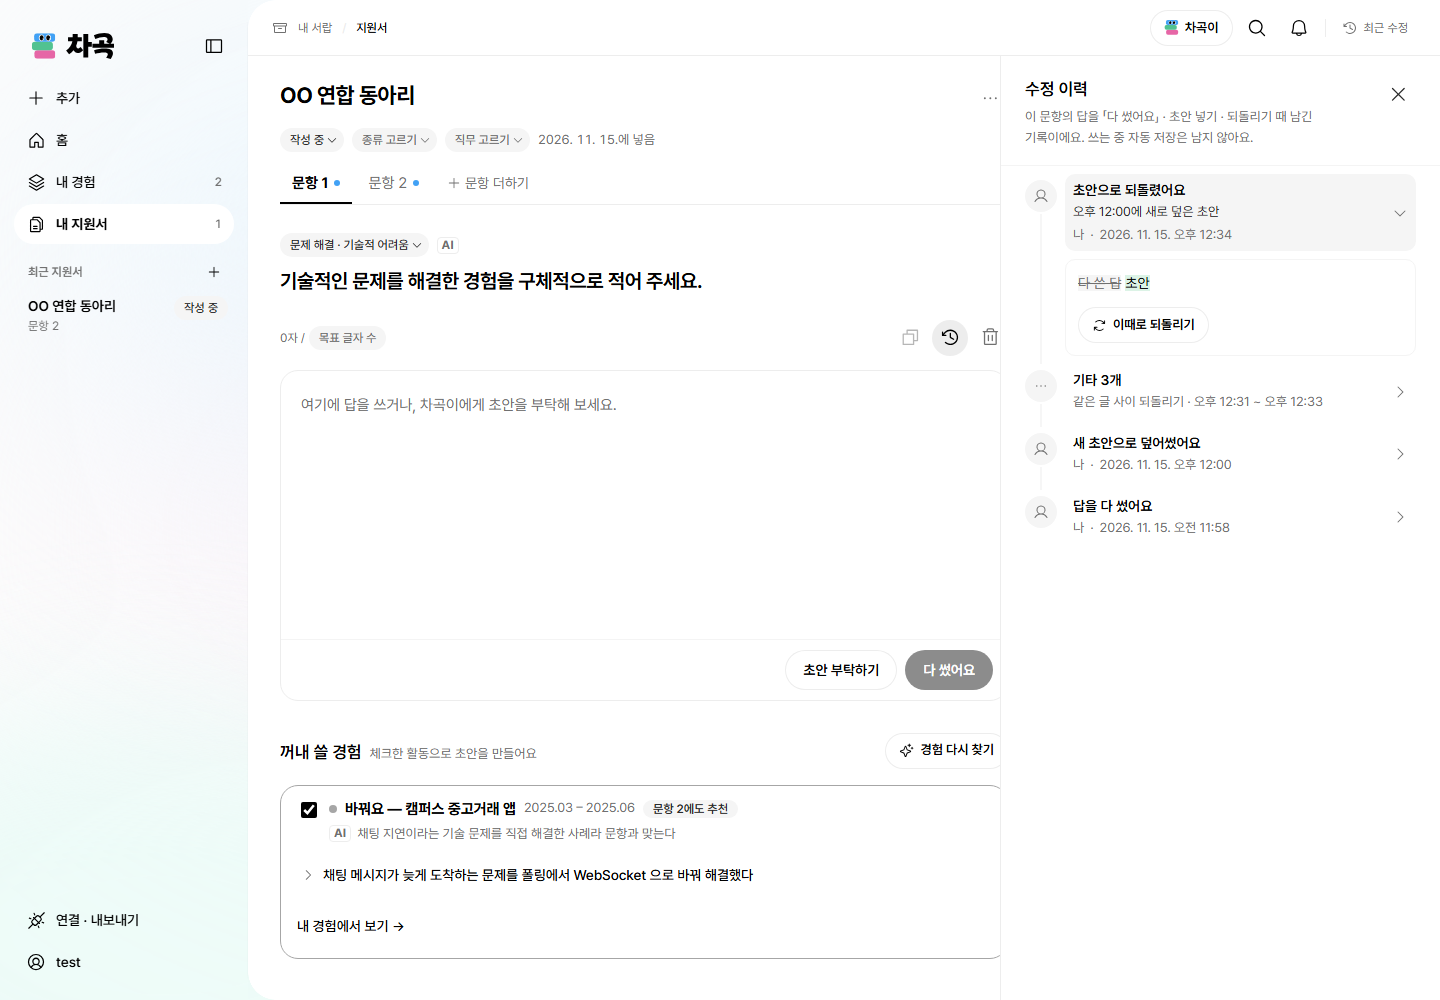 차곡
추가
홈
내 경험 2
내 지원서 1
최근 지원서
OO 연합 동아리 작성 중
문항 2
연결 · 내보내기
test
내 서랍 / 지원서
차곡이
최근 수정
OO 연합 동아리
작성 중 종류 고르기 직무 고르기 2026. 11. 15.에 넣음
문항 1 문항 2 문항 더하기
문제 해결 · 기술적 어려움 AI
기술적인 문제를 해결한 경험을 구체적으로 적어 주세요.
0자 / 목표 글자 수
여기에 답을 쓰거나, 차곡이에게 초안을 부탁해 보세요.
초안 부탁하기 다 썼어요
꺼내 쓸 경험 체크한 활동으로 초안을 만들어요
경험 다시 찾기
바꿔요 — 캠퍼스 중고거래 앱 2025.03 – 2025.06 문항 2에도 추천
AI 채팅 지연이라는 기술 문제를 직접 해결한 사례라 문항과 맞는다
채팅 메시지가 늦게 도착하는 문제를 폴링에서 WebSocket 으로 바꿔 해결했다
내 경험에서 보기 →
수정 이력
이 문항의 답을 「다 썼어요」 · 초안 넣기 · 되돌리기 때 남긴
기록이에요. 쓰는 중 자동 저장은 남지 않아요.
초안으로 되돌렸어요
오후 12:00에 새로 덮은 초안
나 · 2026. 11. 15. 오후 12:34
다 쓴 답 초안
이때로 되돌리기
기타 3개
같은 글 사이 되돌리기 · 오후 12:31 ~ 오후 12:33
새 초안으로 덮어썼어요
나 · 2026. 11. 15. 오후 12:00
답을 다 썼어요
나 · 2026. 11. 15. 오전 11:58